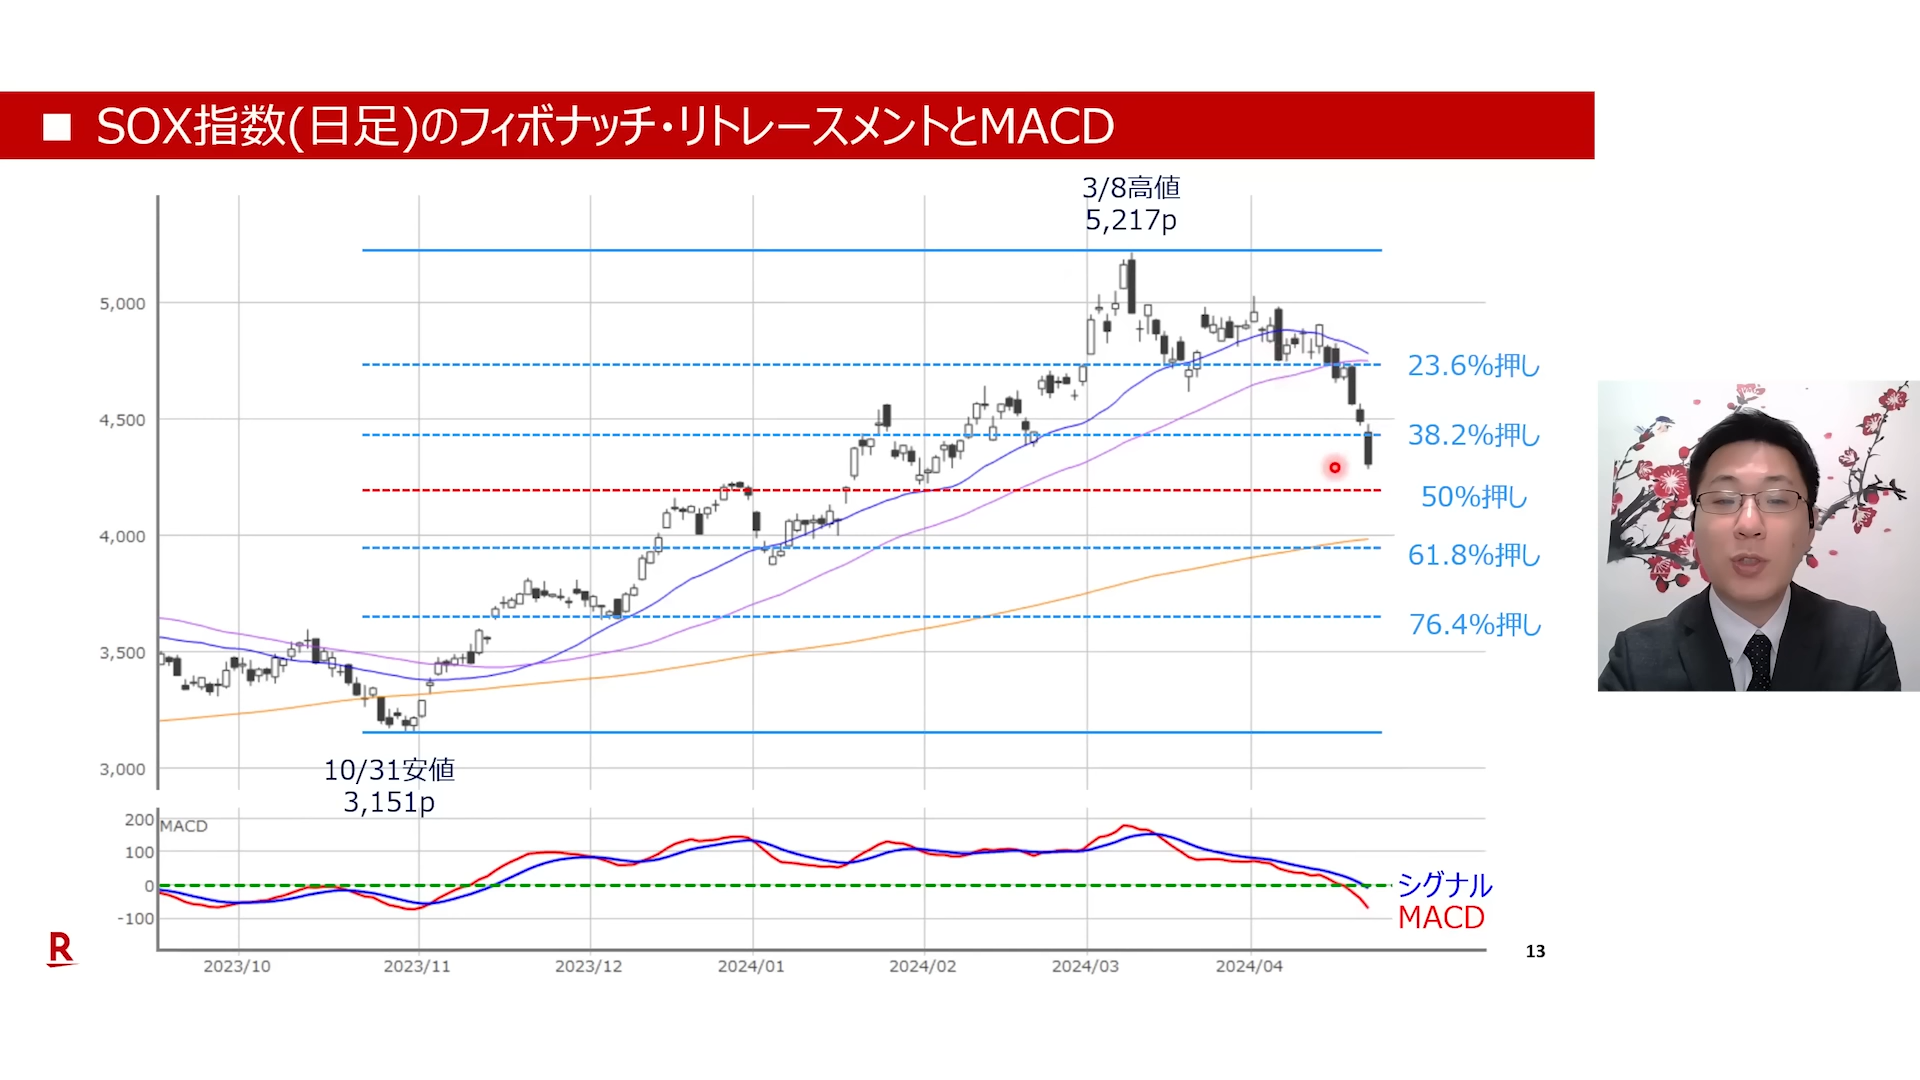 ■ SOX指数(日足)のフィボナッチ・リトレースメントとMACD
3/8高値
5,217p
5,000
4,500
4,000
3,500
3,000
23.6%押し
38.2%押し
50%押し
61.8%押し
76.4%押し
10/31安値
3,151p
MACD
200
100
0
-100
シグナル
MACD
2023/10
2023/11
2023/12
2024/01
2024/02
2024/03
2024/04
R
13